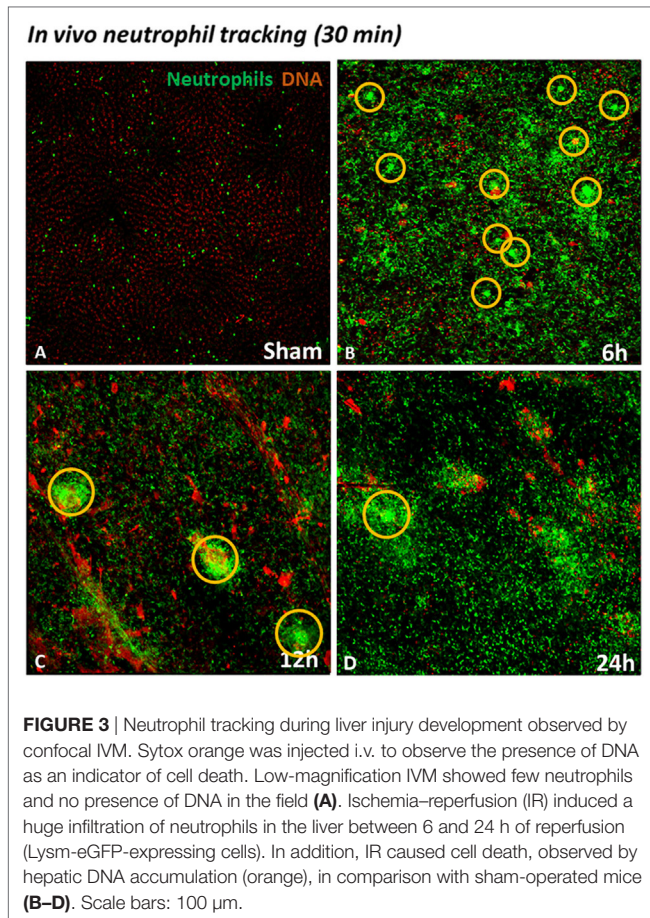 In vivo neutrophil tracking (30 min)
Neutrophils DNA
A
Sham
B
6h
C
12h
D
24h
FIGURE 3 | Neutrophil tracking during liver injury development observed by
confocal IVM. Sytox orange was injected i.v. to observe the presence of DNA
as an indicator of cell death. Low-magnification IVM showed few neutrophils
and no presence of DNA in the field (A). Ischemia–reperfusion (IR) induced a
huge infiltration of neutrophils in the liver between 6 and 24 h of reperfusion
(Lysm-eGFP-expressing cells). In addition, IR caused cell death, observed by
hepatic DNA accumulation (orange), in comparison with sham-operated mice
(B–D). Scale bars: 100 µm.